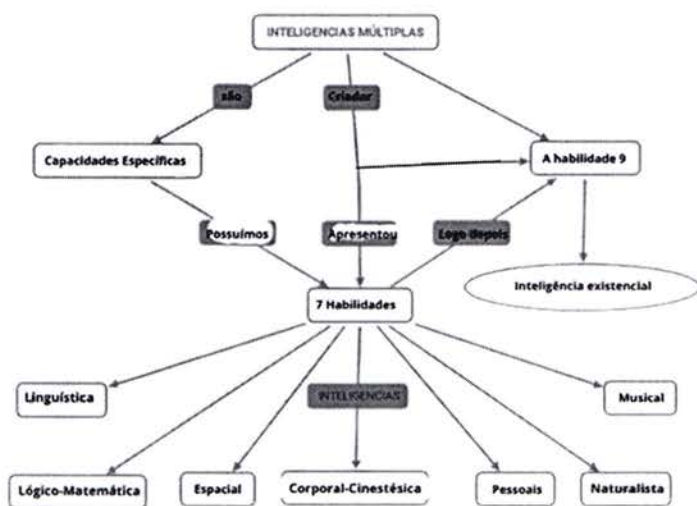 INTELIGENCIAS MÚLTIPLAS
são
Criador
Capacidades Específicas
A habilidade 9
Possuímos
Apresentou
Logo depois
Inteligência existencial
7 Habilidades
Linguística
INTELIGENCIAS
Musical
Lógico-Matemática
Espacial
Corporal-Cinestésica
Pessoais
Naturalista